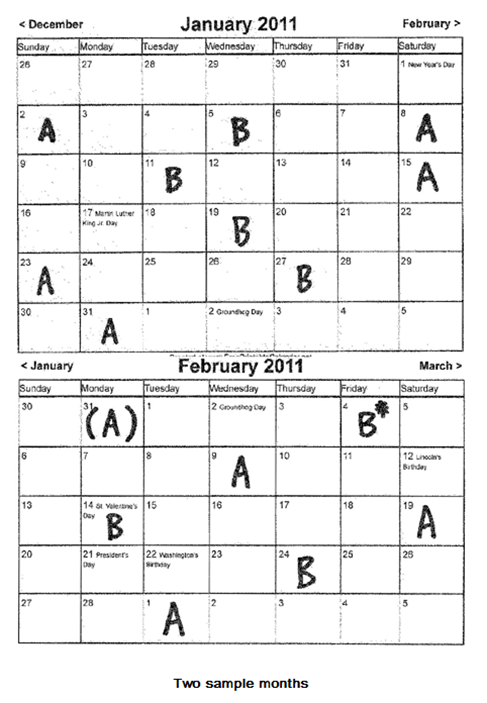 < December January 2011 February >
Sunday Monday Tuesday Wednesday Thursday Friday Saturday
26 27 28 29 30 31 1 New Year's Day
2 3 4 5 6 7 8
A B A
9 10 11 12 13 14 15
B A
16 17 Martin Luther 18 19 20 21 22
King Jr. Day B
23 24 25 26 27 28 29
A B
30 31 1 2 Groundhog Day 3 4 5
A
< January February 2011 March >
Sunday Monday Tuesday Wednesday Thursday Friday Saturday
30 31 1 2 Groundhog Day 3 4 5
(A) B*
6 7 8 9 10 11 12 Lincoln's
A Birthday
13 14 St. Valentine's 15 16 17 18 19
Day B A
20 21 President's 22 Washington's 23 24 25 26
Day Birthday B
27 28 1 2 3 4 5
A
Two sample months